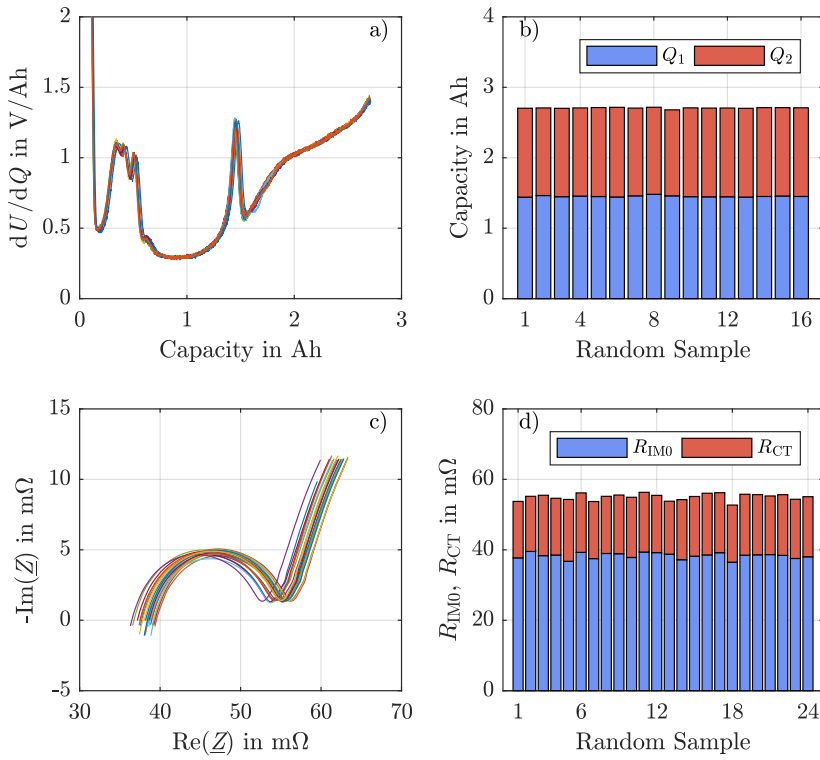 a)
2
1.5
1
0.5
0
0 1 2 3
dU/dQ in V/Ah
Capacity in Ah
b)
Q1 Q2
4
3
2
1
0
1 4 8 12 16
Capacity in Ah
Random Sample
c)
15
10
5
0
-5
30 40 50 60 70
-Im(Z) in mΩ
Re(Z) in mΩ
d)
RIM0 RCT
80
60
40
20
0
1 6 12 18 24
RIM0, RCT in mΩ
Random Sample